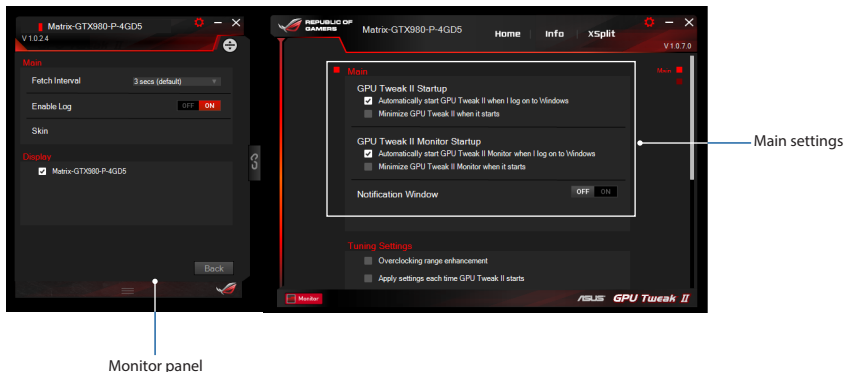 Matrix-GTX980-P-4GD5
V 1.0.2.4
Main
Fetch Interval 3 secs (default)
Enable Log OFF ON
Skin
Display
Matrix-GTX980-P-4GD5
Back
REPUBLIC OF
GAMERS
Matrix-GTX980-P-4GD5 Home Info XSplit
V 1.0.7.0
Main
Main
GPU Tweak II Startup
Automatically start GPU Tweak II when I log on to Windows
Minimize GPU Tweak II when it starts
GPU Tweak II Monitor Startup
Automatically start GPU Tweak II Monitor when I log on to Windows
Minimize GPU Tweak II Monitor when it starts
Notification Window OFF ON
Tuning Settings
Overclocking range enhancement
Apply settings each time GPU Tweak II starts
Monitor
ASUS GPU Tweak II
Main settings
Monitor panel